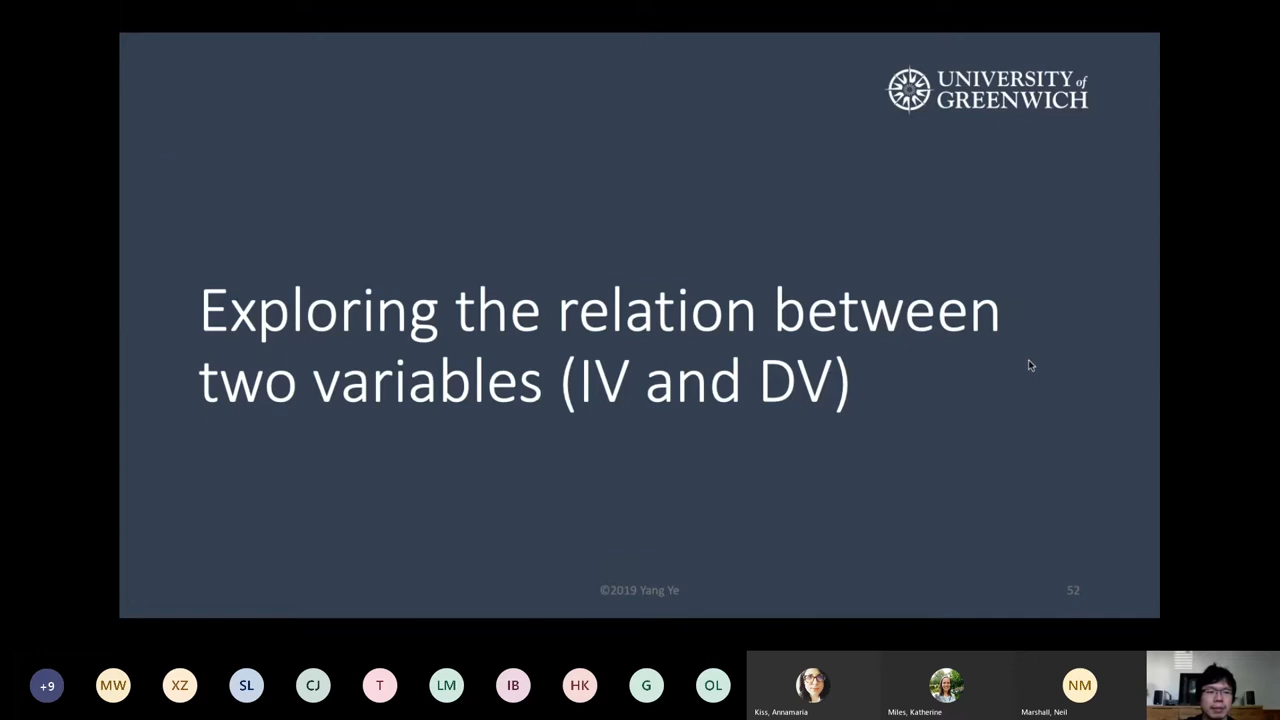 UNIVERSITY of
GREENWICH
Exploring the relation between
two variables (IV and DV)
©2019 Yang Ye
52
+9
MW
XZ
SL
CJ
T
LM
IB
HK
G
OL
NM
Kiss, Annamaria
Miles, Katherine
Marshall, Neil